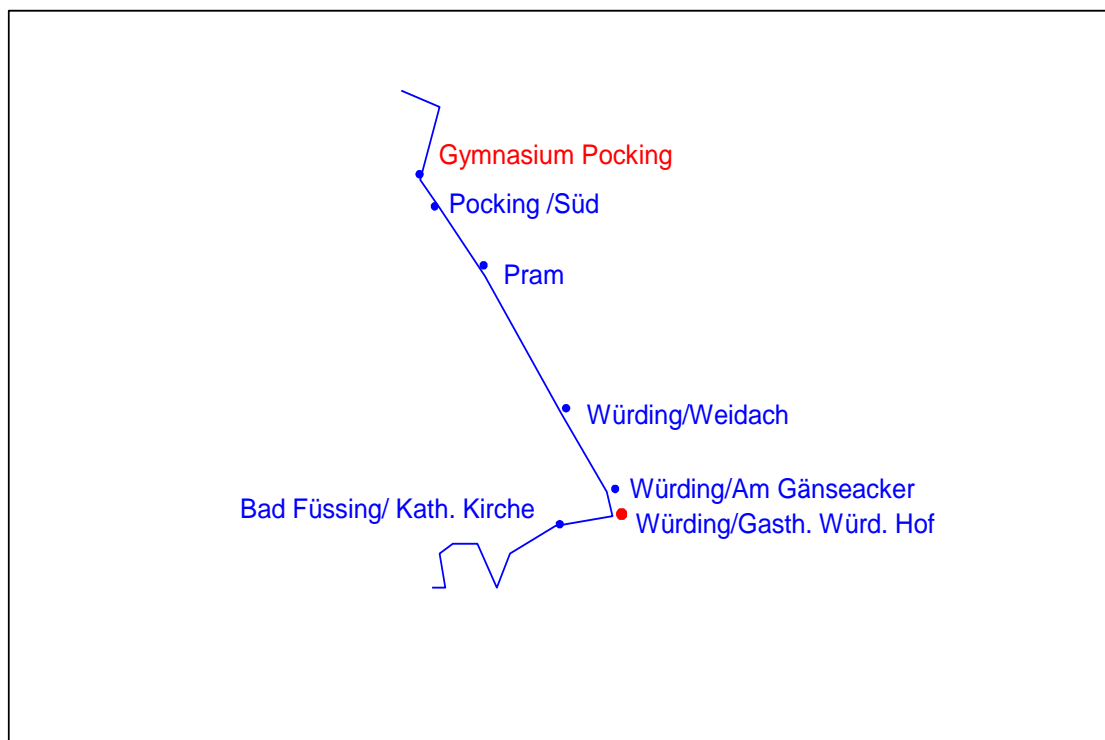 Gymnasium Pocking
Pocking /Süd
Pram
Würding/Weidach
Würding/Am Gänseacker
Bad Füssing/ Kath. Kirche
Würding/Gasth. Würd. Hof